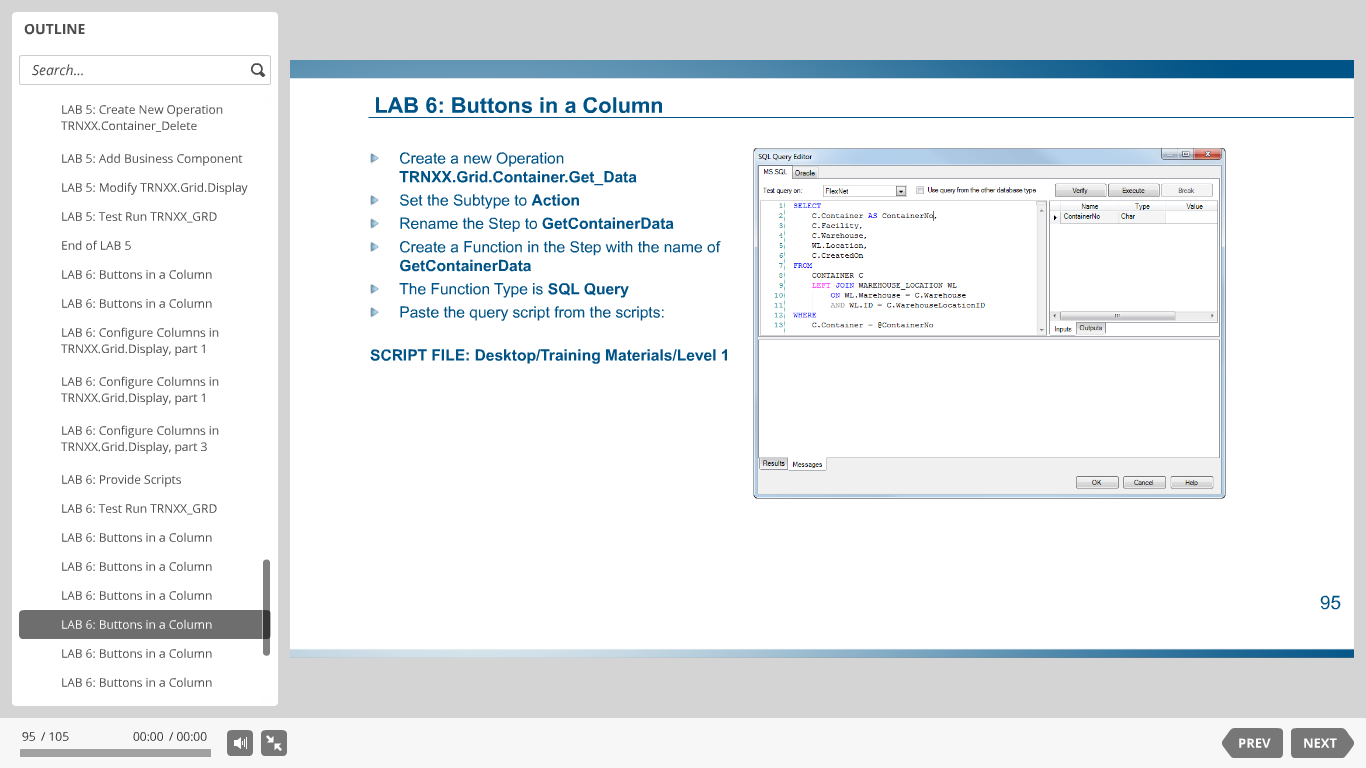 OUTLINE
Search...
LAB 5: Create New Operation
TRNXX.Container_Delete
LAB 5: Add Business Component
LAB 5: Modify TRNXX.Grid.Display
LAB 5: Test Run TRNXX_GRD
End of LAB 5
LAB 6: Buttons in a Column
LAB 6: Buttons in a Column
LAB 6: Configure Columns in
TRNXX.Grid.Display, part 1
LAB 6: Configure Columns in
TRNXX.Grid.Display, part 1
LAB 6: Configure Columns in
TRNXX.Grid.Display, part 3
LAB 6: Provide Scripts
LAB 6: Test Run TRNXX_GRD
LAB 6: Buttons in a Column
LAB 6: Buttons in a Column
LAB 6: Buttons in a Column
LAB 6: Buttons in a Column
LAB 6: Buttons in a Column
LAB 6: Buttons in a Column
LAB 6: Buttons in a Column
Create a new Operation
TRNXX.Grid.Container.Get_Data
Set the Subtype to Action
Rename the Step to GetContainerData
Create a Function in the Step with the name of
GetContainerData
The Function Type is SQL Query
Paste the query script from the scripts:
SCRIPT FILE: Desktop/Training Materials/Level 1
SQL Query Editor
MS SQL Oracle
Test query on: FlexNet Use query from the other database type Verify Execute Break
1 SELECT
2 C.Container AS ContainerNo,
3 C.Facility,
4 C.Warehouse,
5 WL.Location,
6 C.CreatedOn
7 FROM
8 CONTAINER C
9 LEFT JOIN WAREHOUSE_LOCATION WL
10 ON WL.Warehouse = C.Warehouse
11 AND WL.ID = C.WarehouseLocationID
12 WHERE
13 C.Container = @ContainerNo
Name Type Value
ContainerNo Char
Inputs Outputs
Results Messages
OK Cancel Help
95
95 / 105 00:00 / 00:00
PREV NEXT